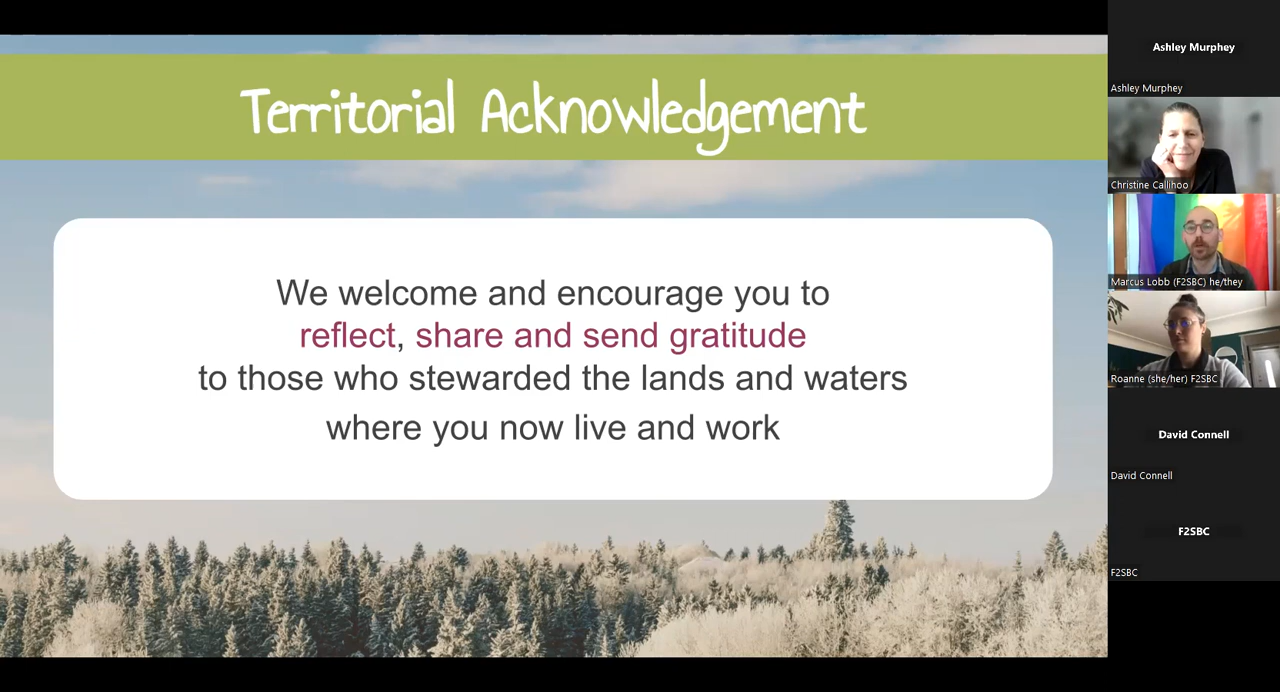 Territorial Acknowledgement
We welcome and encourage you to
reflect, share and send gratitude
to those who stewarded the lands and waters
where you now live and work
Ashley Murphey
Ashley Murphey
Christine Callihoo
Marcus Lobb (F2SBC) he/they
Roanne (she/her) F2SBC
David Connell
David Connell
F2SBC
F2SBC